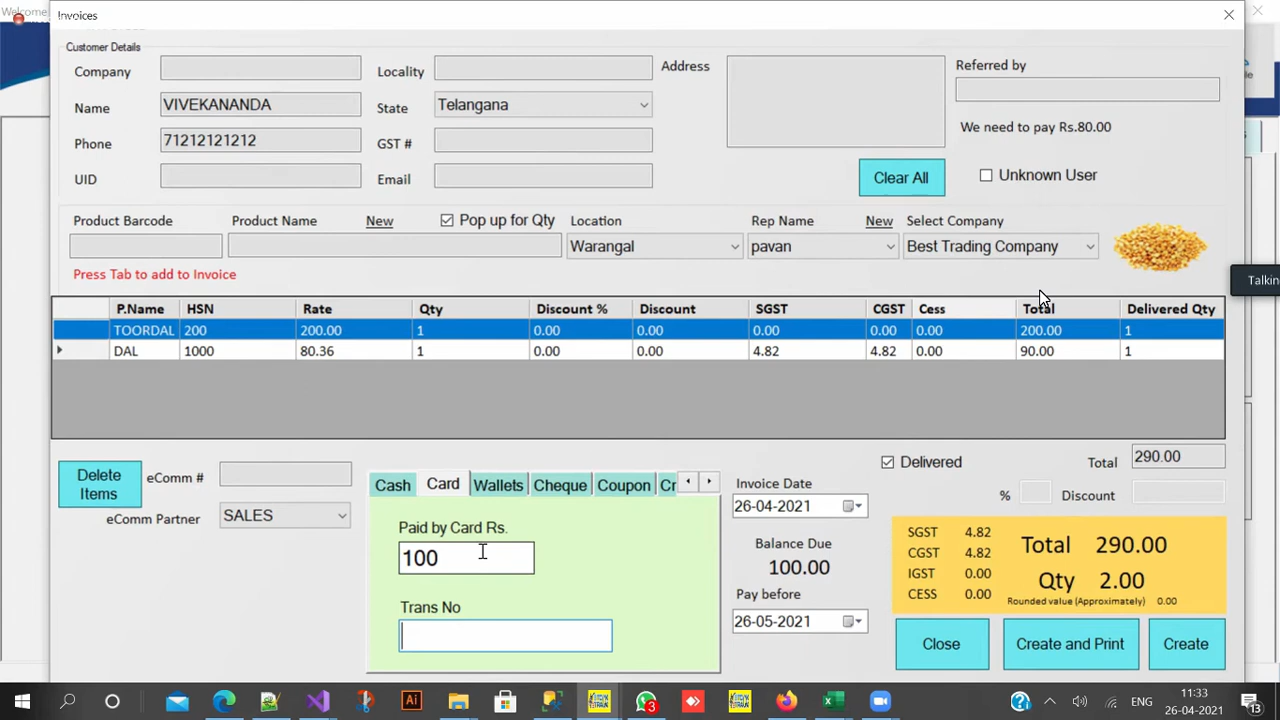 Welcome
Invoices
Customer Details
Company
Locality
Address
Referred by
Name VIVEKANANDA
State Telangana
We need to pay Rs.80.00
Phone 71212121212
GST #
UID
Email
Clear All
Unknown User
Product Barcode
Product Name
New
Pop up for Qty
Location
Rep Name
New
Select Company
Warangal
pavan
Best Trading Company
Press Tab to add to Invoice
Talkin
P.Name HSN Rate Qty Discount % Discount SGST CGST Cess Total Delivered Qty
TOORDAL 200 200.00 1 0.00 0.00 0.00 0.00 0.00 200.00 1
DAL 1000 80.36 1 0.00 0.00 4.82 4.82 0.00 90.00 1
Delete Items
eComm #
eComm Partner SALES
Cash Card Wallets Cheque Coupon Cr
Paid by Card Rs.
100
Trans No
Invoice Date
26-04-2021
Balance Due
100.00
Pay before
26-05-2021
Delivered
Total 290.00
% Discount
SGST 4.82
CGST 4.82
IGST 0.00
CESS 0.00
Total 290.00
Qty 2.00
Rounded value (Approximately) 0.00
Close
Create and Print
Create
Ai
3
ENG
11:33
26-04-2021
13